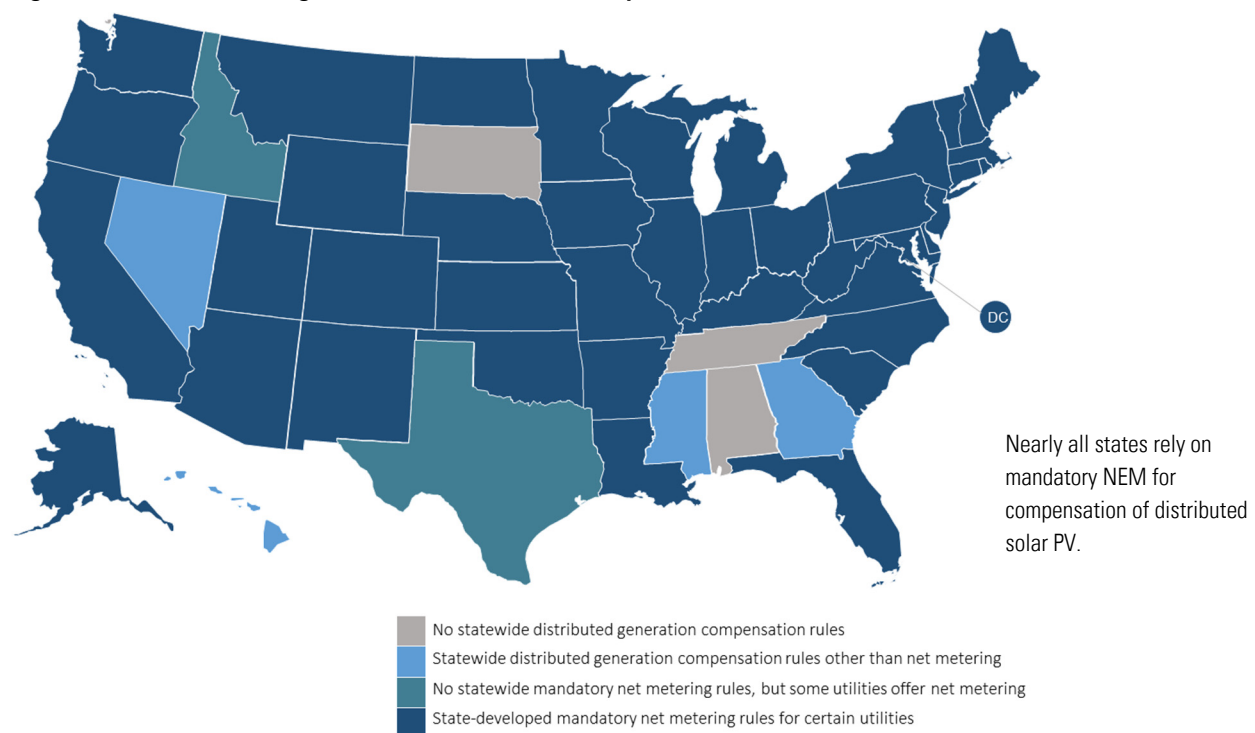 DC
Nearly all states rely on
mandatory NEM for
compensation of distributed
solar PV.
No statewide distributed generation compensation rules
Statewide distributed generation compensation rules other than net metering
No statewide mandatory net metering rules, but some utilities offer net metering
State-developed mandatory net metering rules for certain utilities